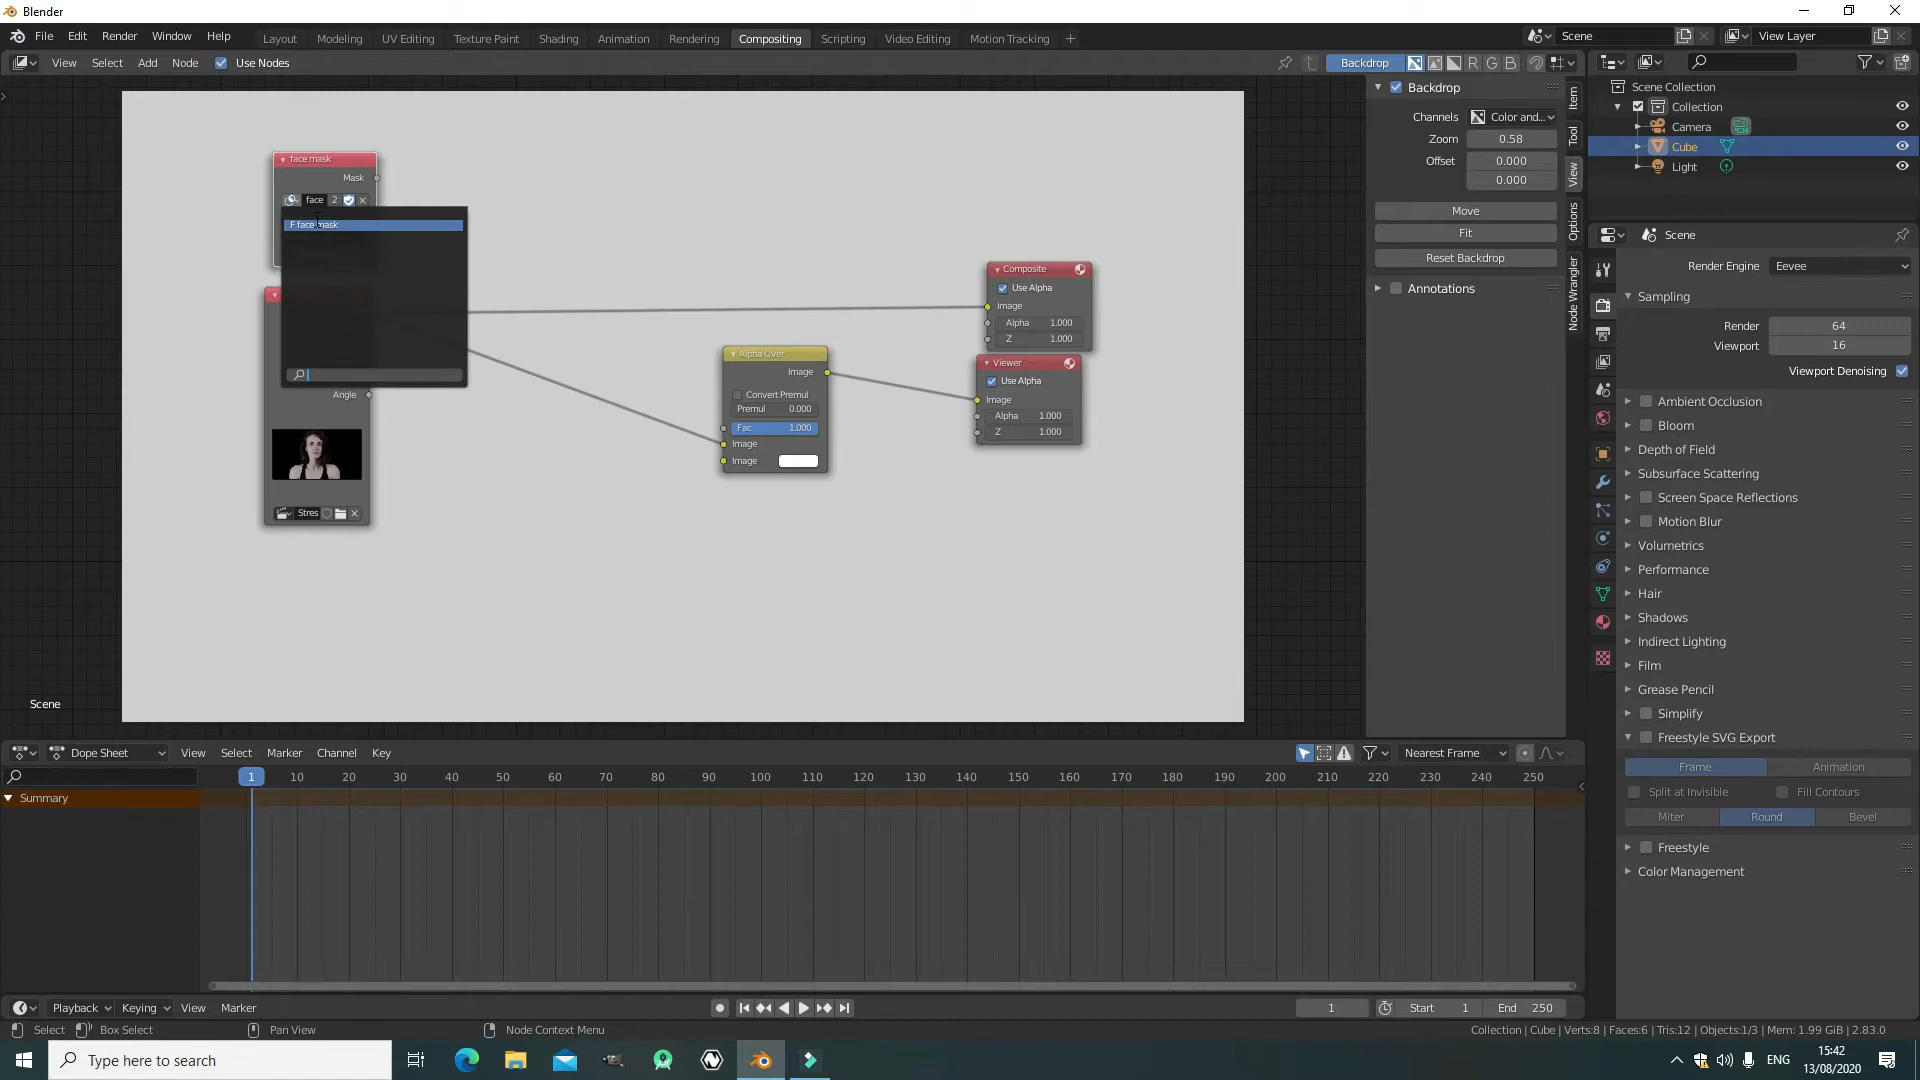 Blender
File Edit Render Window Help
Layout Modeling UV Editing Texture Paint Shading Animation Rendering Compositing Scripting Video Editing Motion Tracking +
Scene View Layer
View Select Add Node Use Nodes
Backdrop R G B
Scene Collection
Collection
Camera
Cube
Light
Backdrop
Channels Color and...
Zoom 0.58
Offset 0.000
0.000
Move
Fit
Reset Backdrop
Annotations
Item
Tool
View
Options
Node Wrangler
face mask
Mask
face 2
F face mask
Angle
Stres
Alpha Over
Image
Convert Premul
Premul 0.000
Fac 1.000
Image
Image
Composite
Use Alpha
Image
Alpha 1.000
Z 1.000
Viewer
Use Alpha
Image
Alpha 1.000
Z 1.000
Scene
Scene
Render Engine Eevee
Sampling
Render 64
Viewport 16
Viewport Denoising
Ambient Occlusion
Bloom
Depth of Field
Subsurface Scattering
Screen Space Reflections
Motion Blur
Volumetrics
Performance
Hair
Shadows
Indirect Lighting
Film
Grease Pencil
Simplify
Freestyle SVG Export
Frame Animation
Split at Invisible Fill Contours
Miter Round Bevel
Freestyle
Color Management
Dope Sheet View Select Marker Channel Key Nearest Frame
1 10 20 30 40 50 60 70 80 90 100 110 120 130 140 150 160 170 180 190 200 210 220 230 240 250
Summary
Playback Keying View Marker 1 Start 1 End 250
Select Box Select Pan View Node Context Menu Collection | Cube | Verts:8 | Faces:6 | Tris:12 | Objects:1/3 | Mem: 1.99 GiB | 2.83.0
Type here to search
ENG
15:42
13/08/2020